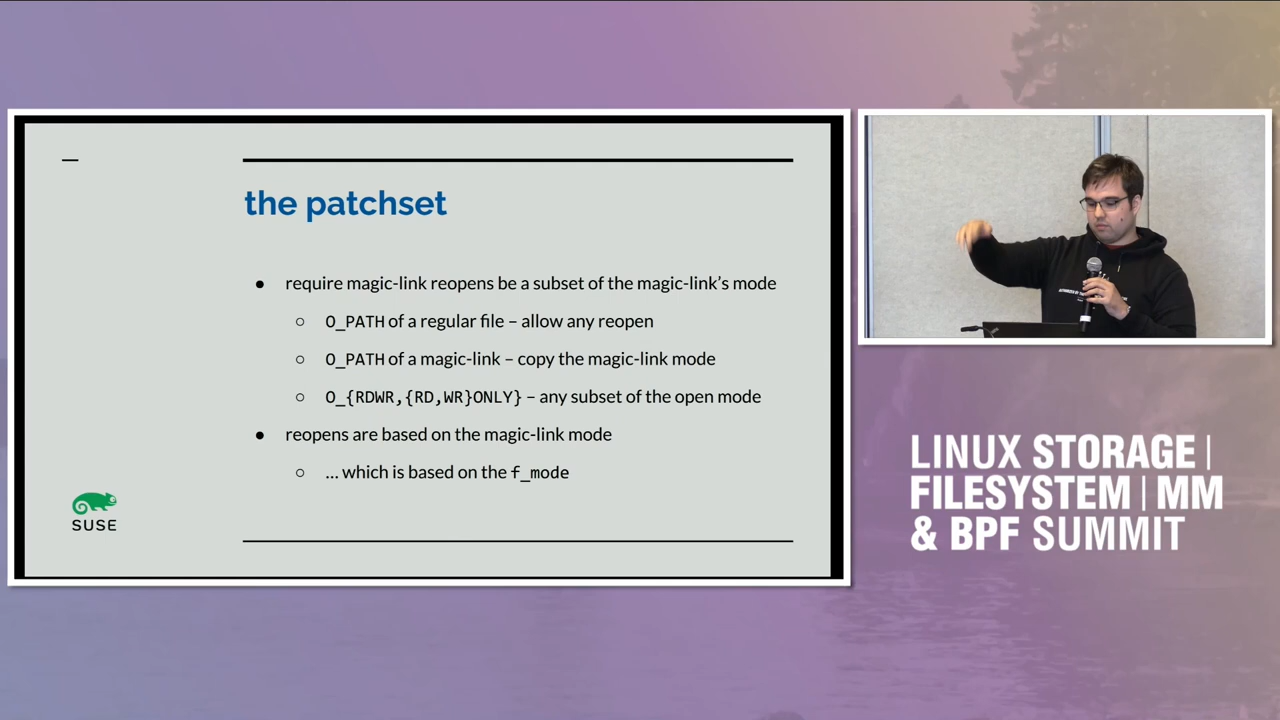 the patchset
● require magic-link reopens be a subset of the magic-link’s mode
○ O_PATH of a regular file – allow any reopen
○ O_PATH of a magic-link – copy the magic-link mode
○ O_{RDWR,{RD,WR}ONLY} – any subset of the open mode
● reopens are based on the magic-link mode
○ … which is based on the f_mode
SUSE
LINUX STORAGE |
FILESYSTEM | MM
& BPF SUMMIT